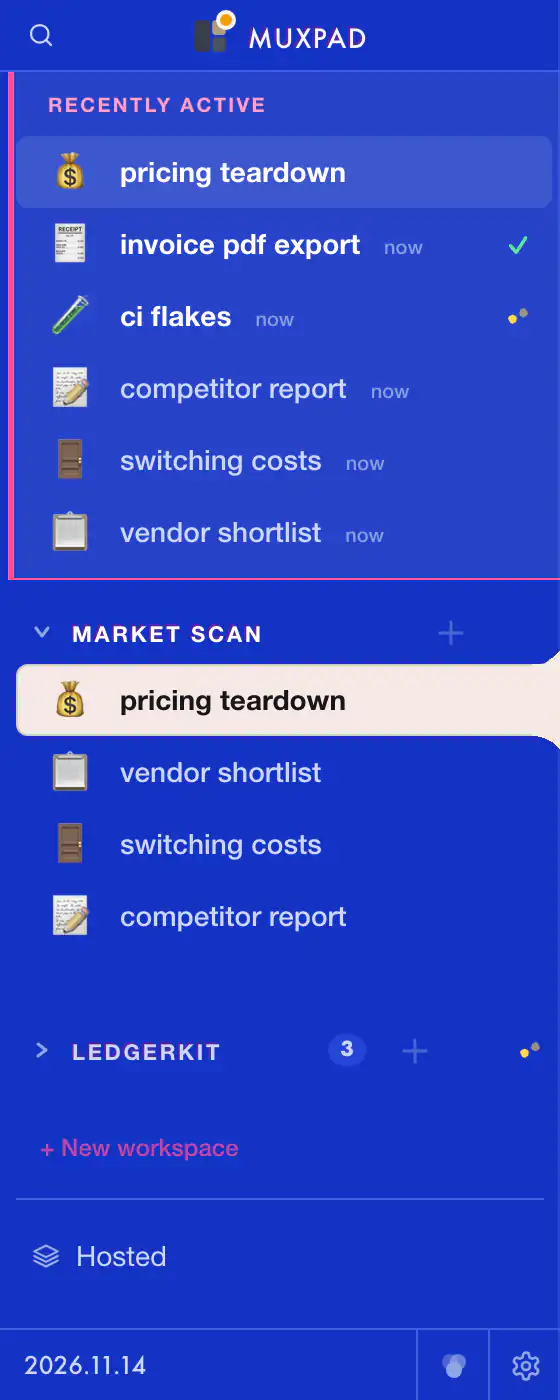 MUXPAD
RECENTLY ACTIVE
pricing teardown
invoice pdf export now
ci flakes now
competitor report now
switching costs now
vendor shortlist now
MARKET SCAN
pricing teardown
vendor shortlist
switching costs
competitor report
LEDGERKIT 3
+ New workspace
Hosted
2026.11.14